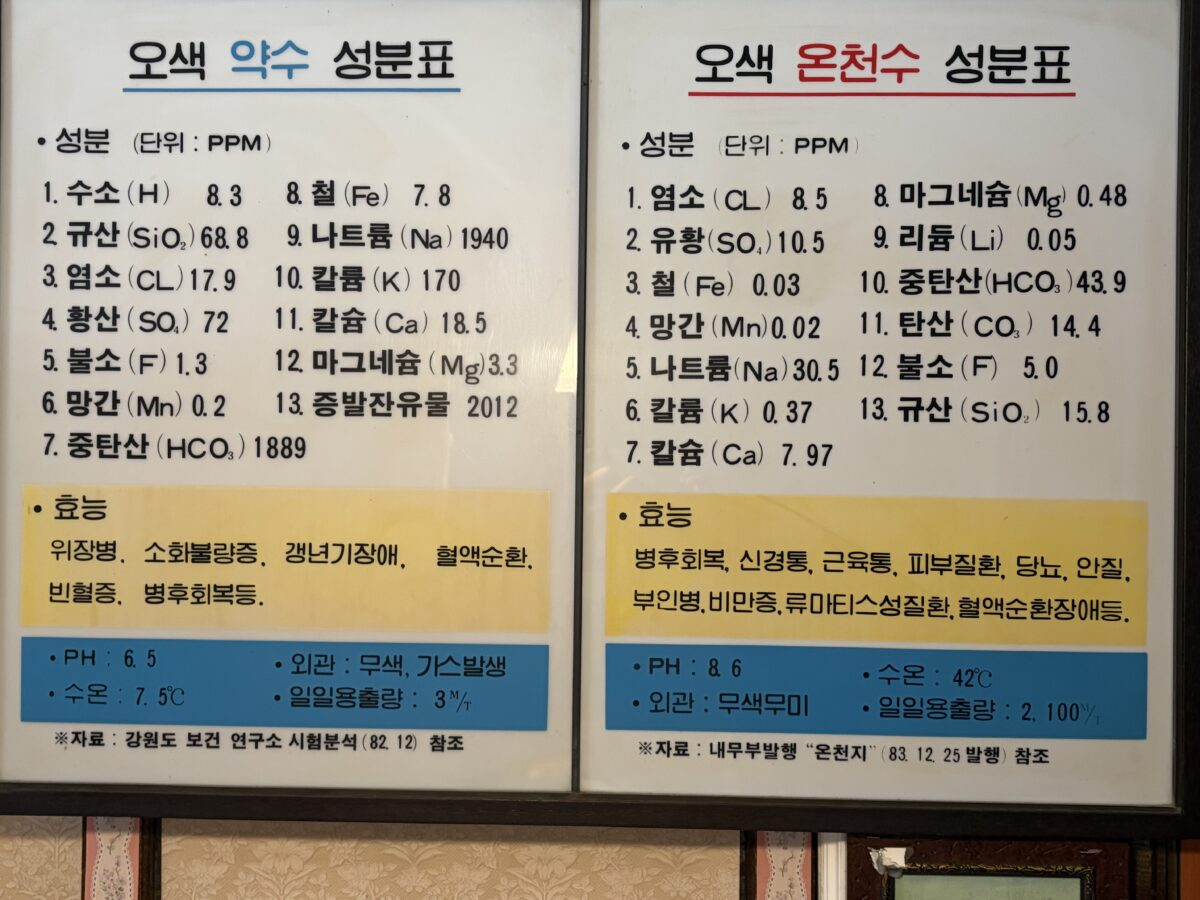 오색 약수 성분표
• 성분 (단위 : PPM)
1. 수소 (H) 8.3
2. 규산 (SiO₂) 68.8
3. 염소 (CL) 17.9
4. 황산 (SO₄) 72
5. 불소 (F) 1.3
6. 망간 (Mn) 0.2
7. 중탄산 (HCO₃) 1889
8. 철 (Fe) 7.8
9. 나트륨 (Na) 1940
10. 칼륨 (K) 170
11. 칼슘 (Ca) 18.5
12. 마그네슘 (Mg) 3.3
13. 증발잔유물 2012
• 효능
위장병, 소화불량증, 갱년기장애, 혈액순환,
빈혈증, 병후회복등.
• PH : 6.5
• 수온 : 7.5℃
• 외관 : 무색, 가스발생
• 일일용출량 : 3 M/T
※자료 : 강원도 보건 연구소 시험분석 (82. 12) 참조
오색 온천수 성분표
• 성분 (단위 : PPM)
1. 염소 (CL) 8.5
2. 유황 (SO₄) 10.5
3. 철 (Fe) 0.03
4. 망간 (Mn) 0.02
5. 나트륨 (Na) 30.5
6. 칼륨 (K) 0.37
7. 칼슘 (Ca) 7.97
8. 마그네슘 (Mg) 0.48
9. 리듐 (Li) 0.05
10. 중탄산 (HCO₃) 43.9
11. 탄산 (CO₃) 14.4
12. 불소 (F) 5.0
13. 규산 (SiO₂) 15.8
• 효능
병후회복, 신경통, 근육통, 피부질환, 당뇨, 안질,
부인병, 비만증, 류마티스성질환, 혈액순환장애등.
• PH : 8.6
• 외관 : 무색무미
• 수온 : 42℃
• 일일용출량 : 2,100 M/T
※자료 : 내무부발행 "온천지" (83. 12. 25 발행) 참조